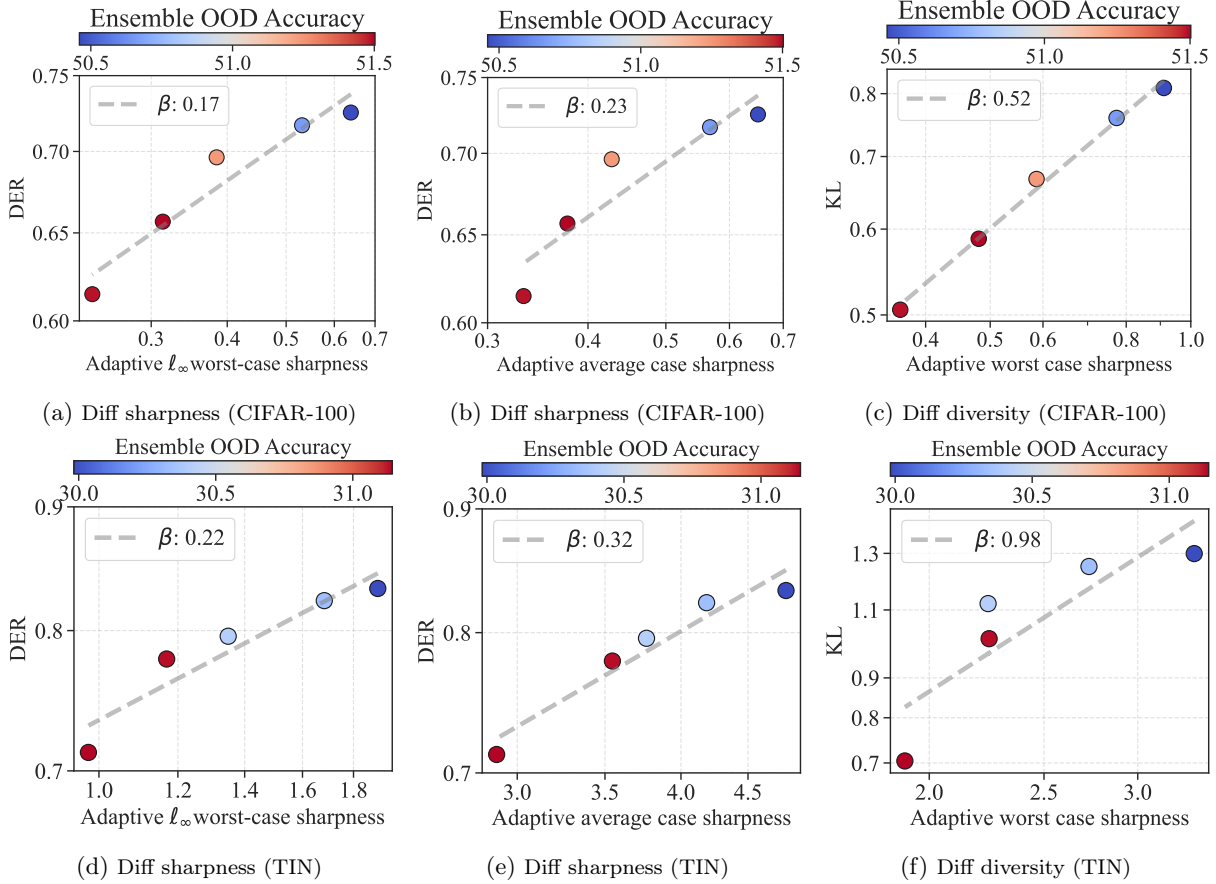 Ensemble OOD Accuracy
50.5 51.0 51.5
β: 0.17
0.75
0.70
0.65
0.60
DER
0.3 0.4 0.5 0.6 0.7
Adaptive ℓ∞worst-case sharpness
(a) Diff sharpness (CIFAR-100)
Ensemble OOD Accuracy
50.5 51.0 51.5
β: 0.23
0.75
0.70
0.65
0.60
DER
0.3 0.4 0.5 0.6 0.7
Adaptive average case sharpness
(b) Diff sharpness (CIFAR-100)
Ensemble OOD Accuracy
50.5 51.0 51.5
β: 0.52
0.8
0.7
0.6
0.5
KL
0.4 0.5 0.6 0.8 1.0
Adaptive worst case sharpness
(c) Diff diversity (CIFAR-100)
Ensemble OOD Accuracy
30.0 30.5 31.0
β: 0.22
0.9
0.8
0.7
DER
1.0 1.2 1.4 1.6 1.8
Adaptive ℓ∞worst-case sharpness
(d) Diff sharpness (TIN)
Ensemble OOD Accuracy
30.0 30.5 31.0
β: 0.32
0.9
0.8
0.7
DER
3.0 3.5 4.0 4.5
Adaptive average case sharpness
(e) Diff sharpness (TIN)
Ensemble OOD Accuracy
30.0 30.5 31.0
β: 0.98
1.3
1.1
0.9
0.8
0.7
KL
2.0 2.5 3.0
Adaptive worst case sharpness
(f) Diff diversity (TIN)